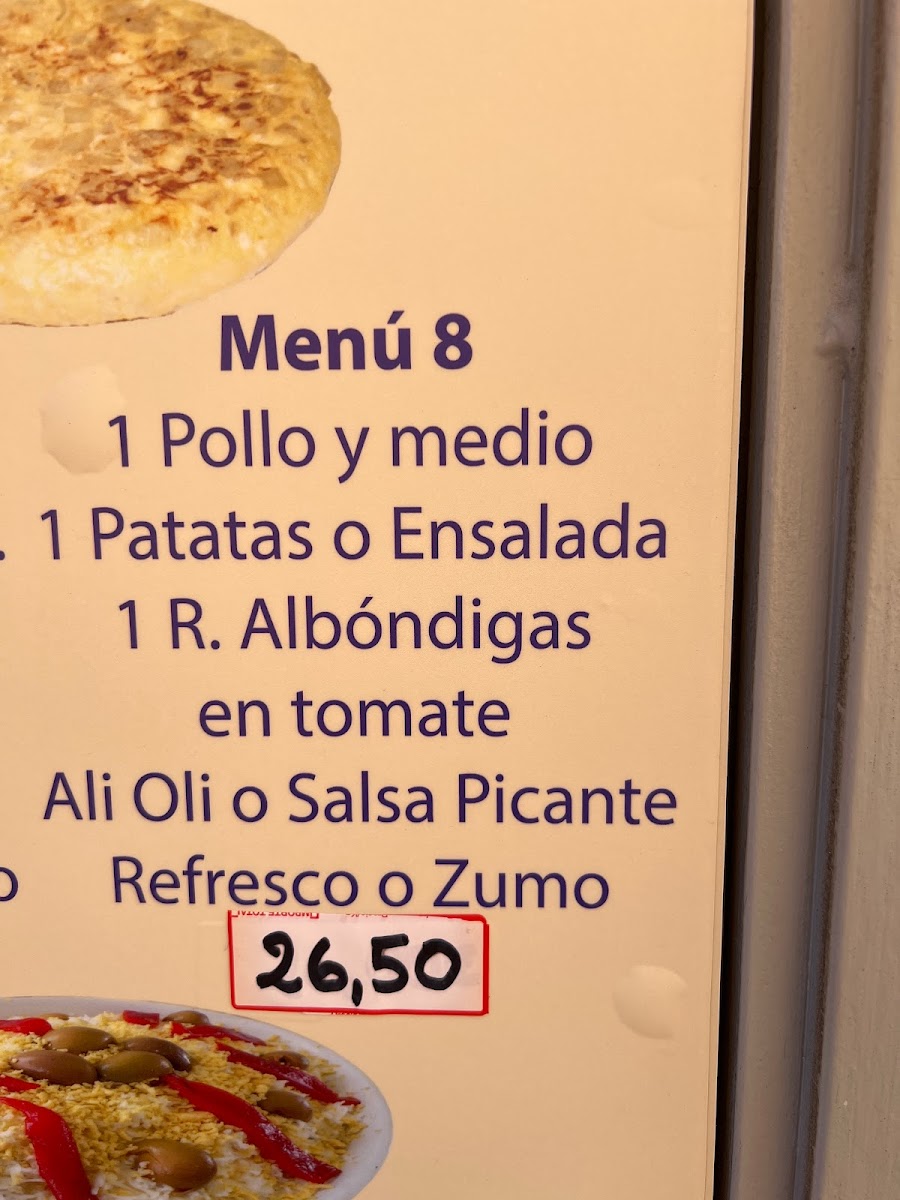 Menú 8
1 Pollo y medio
. 1 Patatas o Ensalada
1 R. Albóndigas
en tomate
Ali Oli o Salsa Picante
o Refresco o Zumo
26,50